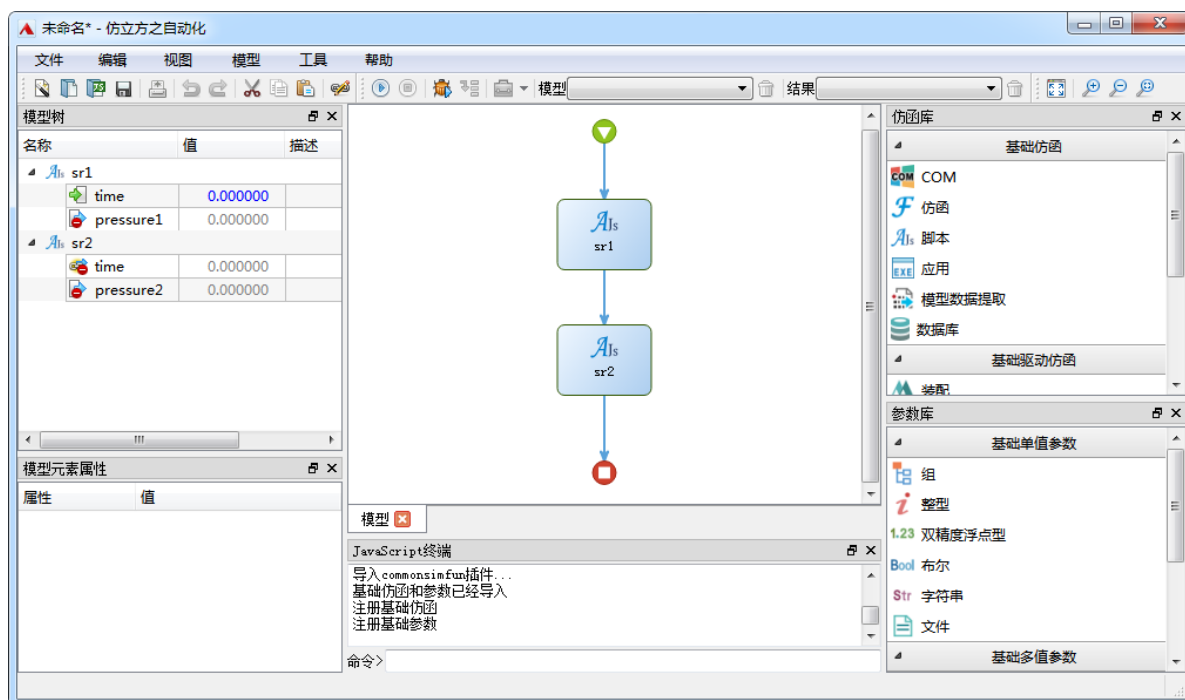 未命名* - 仿立方之自动化
文件 编辑 视图 模型 工具 帮助
模型 结果
模型树
名称 值 描述
AJs sr1
time 0.000000
pressure1 0.000000
AJs sr2
time 0.000000
pressure2 0.000000
模型元素属性
属性 值
AJs
sr1
AJs
sr2
模型
JavaScript终端
导入commonsimfun插件...
基础仿函和参数已经导入
注册基础仿函
注册基础参数
命令>
仿函库
基础仿函
COM COM
F 仿函
AJs 脚本
EXE 应用
模型数据提取
数据库
基础驱动仿函
装配
参数库
基础单值参数
组
i 整型
1.23 双精度浮点型
Bool 布尔
Str 字符串
文件
基础多值参数